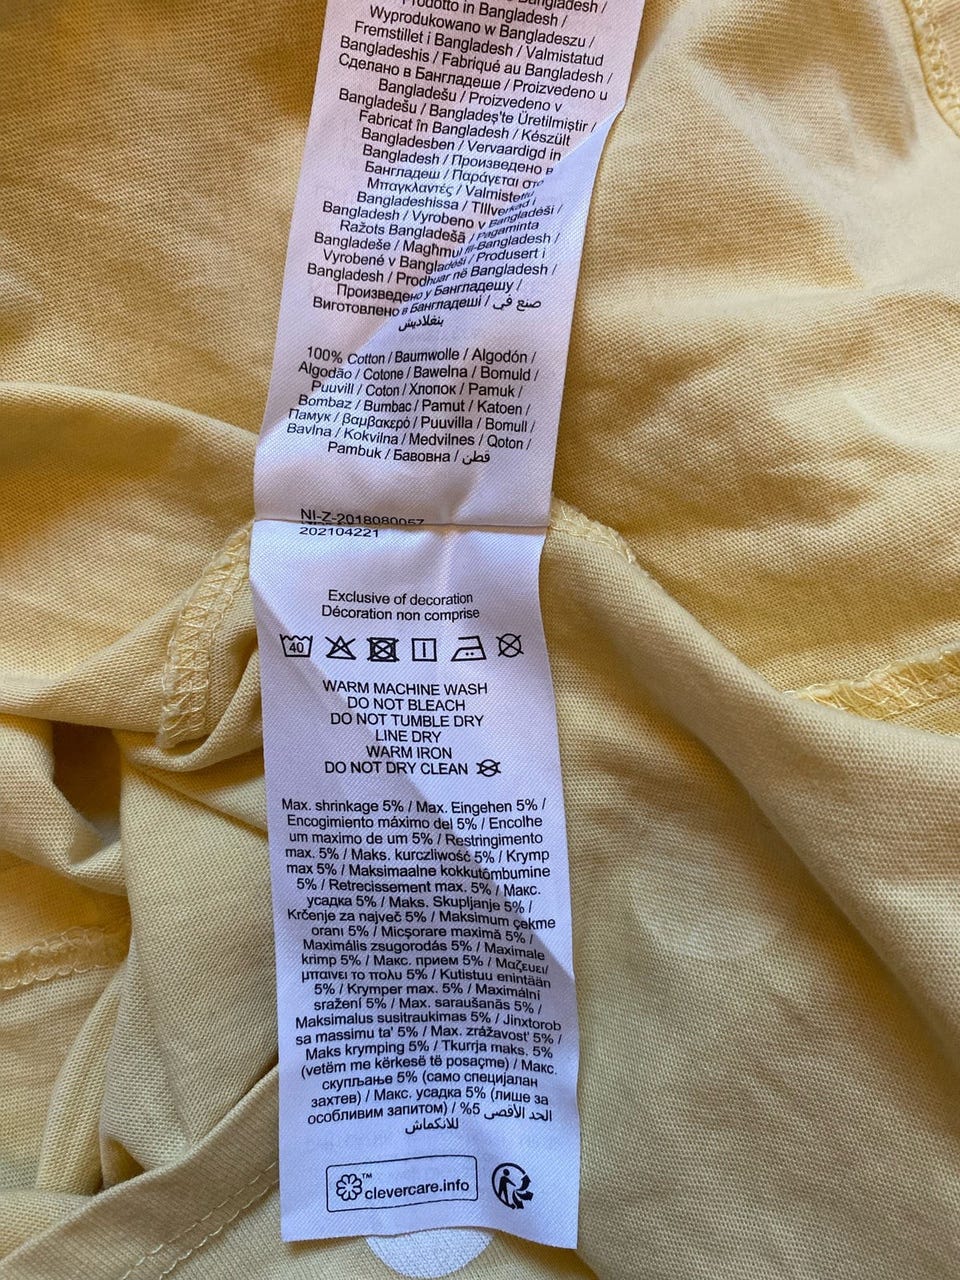 Bangladesh /
Prodotto in Bangladesh /
Wyprodukowano w Bangladeszu /
Fremstillet i Bangladesh / Valmistatud
Bangladeshis / Fabriqué au Bangladesh /
Сделано в Бангладеше / Proizvedeno u
Bangladešu / Proizvedeno v
Bangladešu / Bangladeş'te Üretilmiştir /
Fabricat în Bangladesh / Készült
Bangladesben / Vervaardigd in
Bangladesh / Произведено в
Бангладеш / Παράγεται στο
Μπαγκλαντές / Valmistettu
Bangladeshissa / Tillverkad i
Bangladesh / Vyrobeno v Bangladéši /
Ražots Bangladešā / Pagaminta
Bangladeše / Magħmul fil-Bangladesh /
Vyrobené v Bangladéši / Produsert i
Bangladesh / Prodhuar në Bangladesh /
Произведено у Бангладешу /
Виготовлено в Бангладеші / صنع في
بنغلاديش
100% Cotton / Baumwolle / Algodón /
Algodão / Cotone / Bawelna / Bomuld /
Puuvill / Coton / Хлопок / Pamuk /
Bombaz / Bumbac / Pamut / Katoen /
Памук / βαμβακερό / Puuvilla / Bomull /
Bavlna / Kokvilna / Medvilnes / Qoton /
Pambuk / Бавовна / قطن
NI-Z-201808005Z
202104221
Exclusive of decoration
Décoration non comprise
40
WARM MACHINE WASH
DO NOT BLEACH
DO NOT TUMBLE DRY
LINE DRY
WARM IRON
DO NOT DRY CLEAN
Max. shrinkage 5% / Max. Eingehen 5% /
Encogimiento máximo del 5% / Encolhe
um maximo de um 5% / Restringimento
max. 5% / Maks. kurczliwość 5% / Krymp
max 5% / Maksimaalne kokkutõmbumine
5% / Retrecissement max. 5% / Макс.
усадка 5% / Maks. Skupljanje 5% /
Krčenje za največ 5% / Maksimum çekme
oranı 5% / Micşorare maximă 5% /
Maximális zsugorodás 5% / Maximale
krimp 5% / Макс. прием 5% / Μαζευει/
μπαινει το πολυ 5% / Kutistuu enintään
5% / Krymper max. 5% / Maximální
sražení 5% / Max. saraušanās 5% /
Maksimalus susitraukimas 5% / Jinxtorob
sa massimu ta' 5% / Max. zrážavosť 5% /
Maks krymping 5% / Tkurrja maks. 5%
(vetëm me kërkesë të posaçme) / Макс.
скупљање 5% (само специјалан
захтев) / Макс. усадка 5% (лише за
особливим запитом) / الحد الأقصى 5%
للانكماش
™
clevercare.info